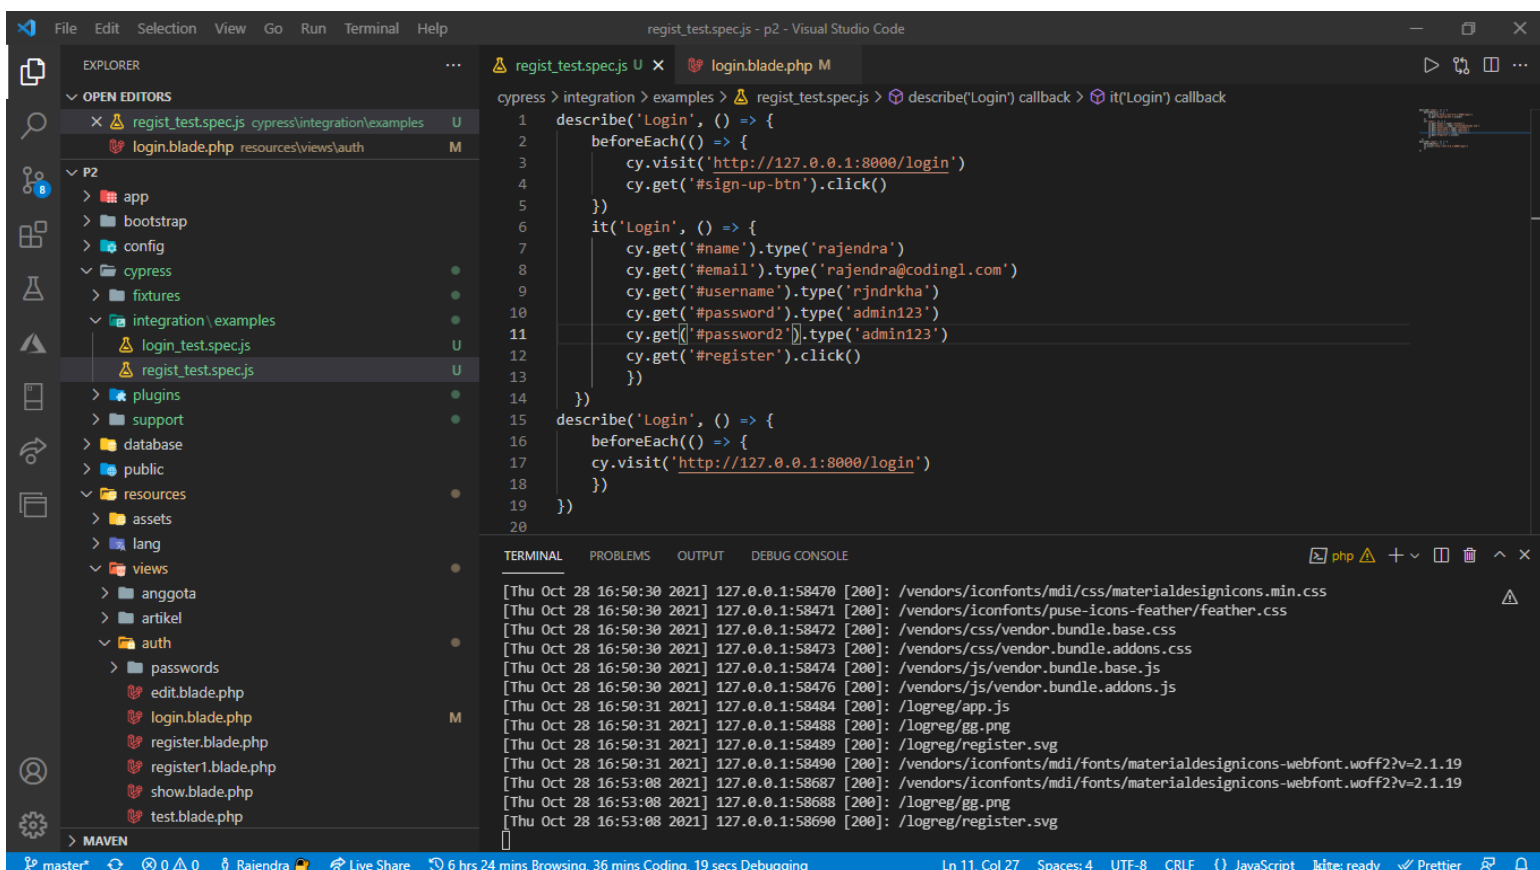 File Edit Selection View Go Run Terminal Help
regist_test.spec.js - p2 - Visual Studio Code
EXPLORER
OPEN EDITORS
regist_test.spec.js cypress\integration\examples U
login.blade.php resources\views\auth M
P2
app
bootstrap
config
cypress
fixtures
integration\examples
login_test.spec.js U
regist_test.spec.js U
plugins
support
database
public
resources
assets
lang
views
anggota
artikel
auth
passwords
edit.blade.php
login.blade.php M
register.blade.php
register1.blade.php
show.blade.php
test.blade.php
MAVEN
8
regist_test.spec.js U
login.blade.php M
cypress > integration > examples > regist_test.spec.js > describe('Login') callback > it('Login') callback
1 describe('Login', () => {
2 beforeEach(() => {
3 cy.visit('http://127.0.0.1:8000/login')
4 cy.get('#sign-up-btn').click()
5 })
6 it('Login', () => {
7 cy.get('#name').type('rajendra')
8 cy.get('#email').type('rajendra@codingl.com')
9 cy.get('#username').type('rjndrkha')
10 cy.get('#password').type('admin123')
11 cy.get('#password2').type('admin123')
12 cy.get('#register').click()
13 })
14 })
15 describe('Login', () => {
16 beforeEach(() => {
17 cy.visit('http://127.0.0.1:8000/login')
18 })
19 })
20
TERMINAL PROBLEMS OUTPUT DEBUG CONSOLE
php
[Thu Oct 28 16:50:30 2021] 127.0.0.1:58470 [200]: /vendors/iconfonts/mdi/css/materialdesignicons.min.css
[Thu Oct 28 16:50:30 2021] 127.0.0.1:58471 [200]: /vendors/iconfonts/puse-icons-feather/feather.css
[Thu Oct 28 16:50:30 2021] 127.0.0.1:58472 [200]: /vendors/css/vendor.bundle.base.css
[Thu Oct 28 16:50:30 2021] 127.0.0.1:58473 [200]: /vendors/css/vendor.bundle.addons.css
[Thu Oct 28 16:50:30 2021] 127.0.0.1:58474 [200]: /vendors/js/vendor.bundle.base.js
[Thu Oct 28 16:50:30 2021] 127.0.0.1:58476 [200]: /vendors/js/vendor.bundle.addons.js
[Thu Oct 28 16:50:31 2021] 127.0.0.1:58484 [200]: /logreg/app.js
[Thu Oct 28 16:50:31 2021] 127.0.0.1:58488 [200]: /logreg/gg.png
[Thu Oct 28 16:50:31 2021] 127.0.0.1:58489 [200]: /logreg/register.svg
[Thu Oct 28 16:50:31 2021] 127.0.0.1:58490 [200]: /vendors/iconfonts/mdi/fonts/materialdesignicons-webfont.woff2?v=2.1.19
[Thu Oct 28 16:53:08 2021] 127.0.0.1:58687 [200]: /vendors/iconfonts/mdi/fonts/materialdesignicons-webfont.woff2?v=2.1.19
[Thu Oct 28 16:53:08 2021] 127.0.0.1:58688 [200]: /logreg/gg.png
[Thu Oct 28 16:53:08 2021] 127.0.0.1:58690 [200]: /logreg/register.svg
master* 0 0 Rajendra Live Share 6 hrs 24 mins Browsing, 36 mins Coding, 19 secs Debugging Ln 11, Col 27 Spaces: 4 UTF-8 CRLF {} JavaScript kite: ready Prettier